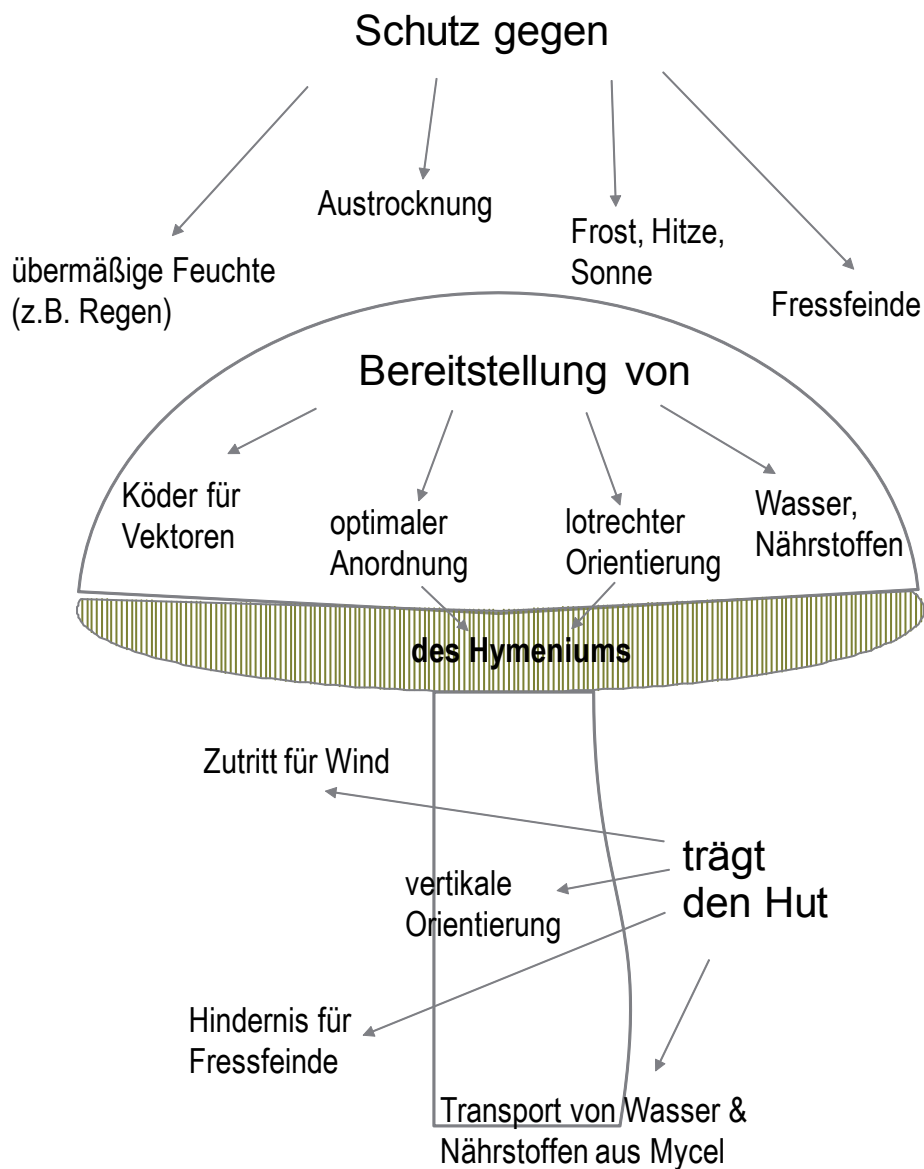 Schutz gegen
Austrocknung
Frost, Hitze,
Sonne
übermäßige Feuchte
(z.B. Regen)
Fressfeinde
Bereitstellung von
Köder für
Vektoren
optimaler
Anordnung
lotrechter
Orientierung
Wasser,
Nährstoffen
des Hymeniums
Zutritt für Wind
trägt
den Hut
vertikale
Orientierung
Hindernis für
Fressfeinde
Transport von Wasser &
Nährstoffen aus Mycel